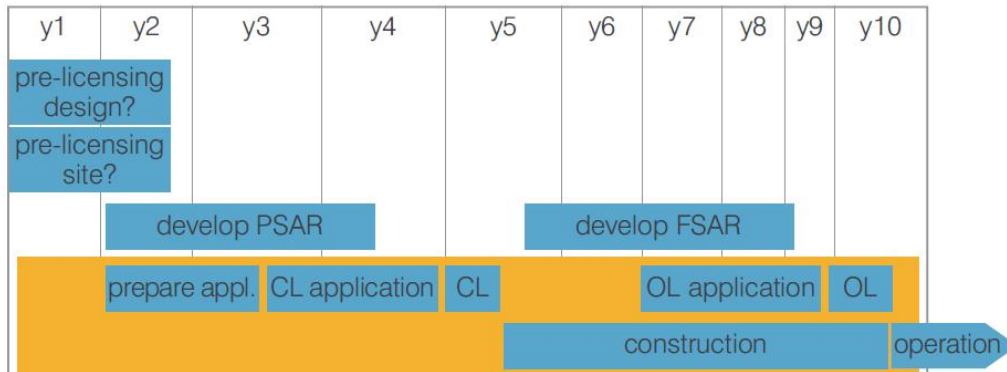 y1 y2 y3 y4 y5 y6 y7 y8 y9 y10
pre-licensing
design?
pre-licensing
site?
develop PSAR develop FSAR
prepare appl. CL application CL OL application OL
construction operation